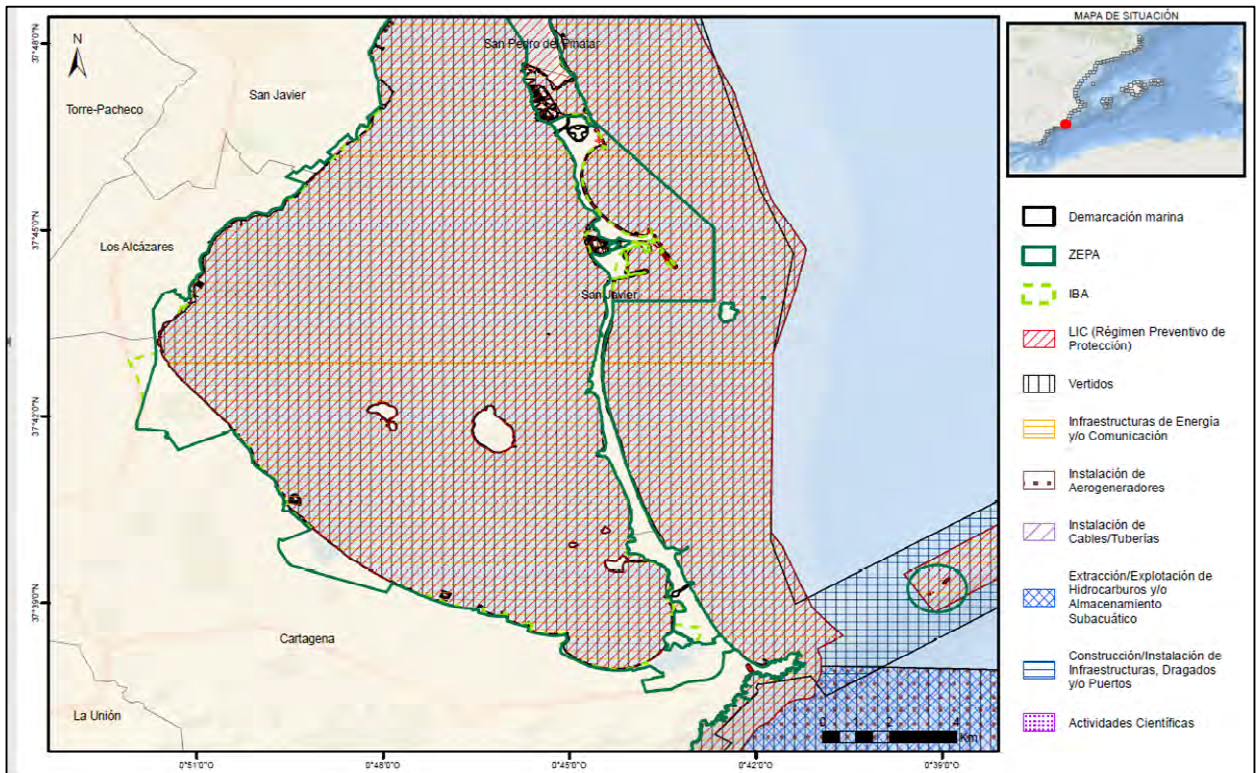 MAPA DE SITUACIÓN
N
San Pedro del Pinatar
San Javier
Torre-Pacheco
Los Alcázares
San Javier
Cartagena
La Unión
37°48'0"N
37°45'0"N
37°42'0"N
37°39'0"N
0°51'0"O
0°48'0"O
0°45'0"O
0°42'0"O
0°39'0"O
0 1 2 4
Km
Demarcación marina
ZEPA
IBA
LIC (Régimen Preventivo de
Protección)
Vertidos
Infraestructuras de Energía
y/o Comunicación
Instalación de
Aerogeneradores
Instalación de
Cables/Tuberías
Extracción/Explotación de
Hidrocarburos y/o
Almacenamiento
Subacuático
Construcción/Instalación de
Infraestructuras, Dragados
y/o Puertos
Actividades Científicas